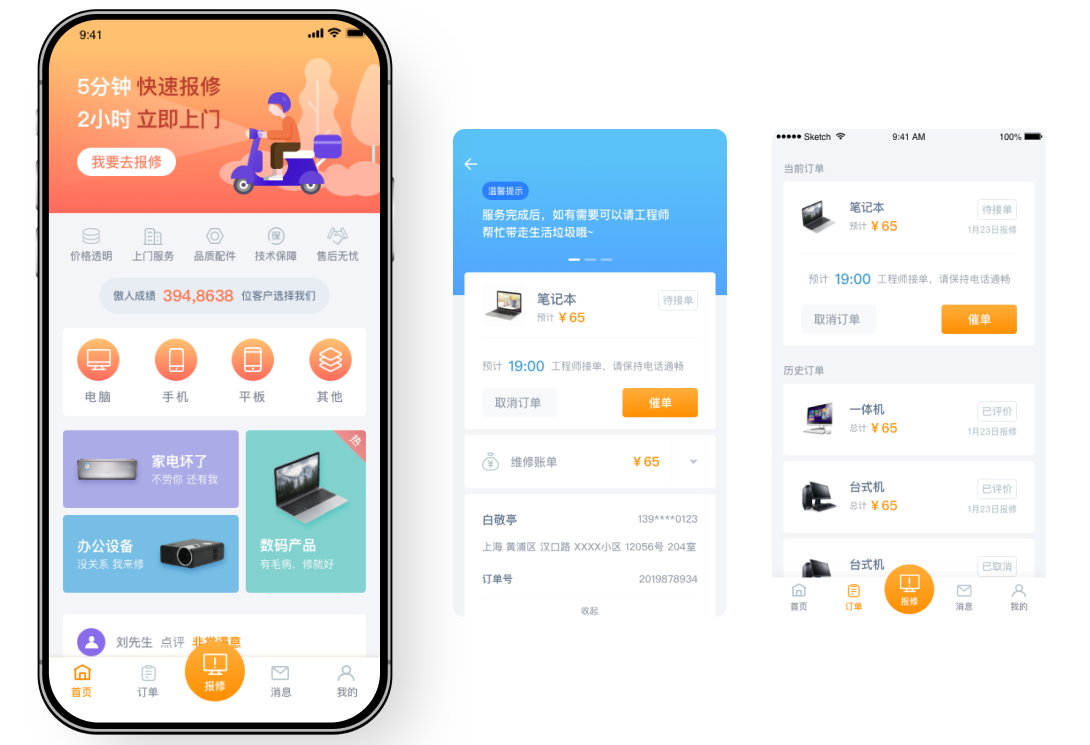 9:41
5分钟 快速报修
2小时 立即上门
我要去报修
保
价格透明 上门服务 品质配件 技术保障 售后无忧
傲人成绩 394,8638 位客户选择我们
电脑 手机 平板 其他
热
家电坏了
不劳你 还有我
办公设备
没关系 我来修
数码产品
有毛病、修就好
刘先生 点评 非常满意
首页 订单 报修 消息 我的
温馨提示
服务完成后，如有需要可以请工程师
帮忙带走生活垃圾哦~
笔记本 待接单
预计 ¥ 65
预计 19:00 工程师接单，请保持电话通畅
取消订单 催单
维修账单 ¥ 65
白敬亭 139****0123
上海 黄浦区 汉口路 XXXX小区 12056号 204室
订单号 2019878934
收起
Sketch 9:41 AM 100%
当前订单
笔记本 待接单
预计 ¥ 65 1月23日报修
预计 19:00 工程师接单，请保持电话通畅
取消订单 催单
历史订单
一体机 已评价
总计 ¥ 65 1月23日报修
台式机 已评价
总计 ¥ 65 1月23日报修
台式机 已取消
首页 订单 报修 消息 我的